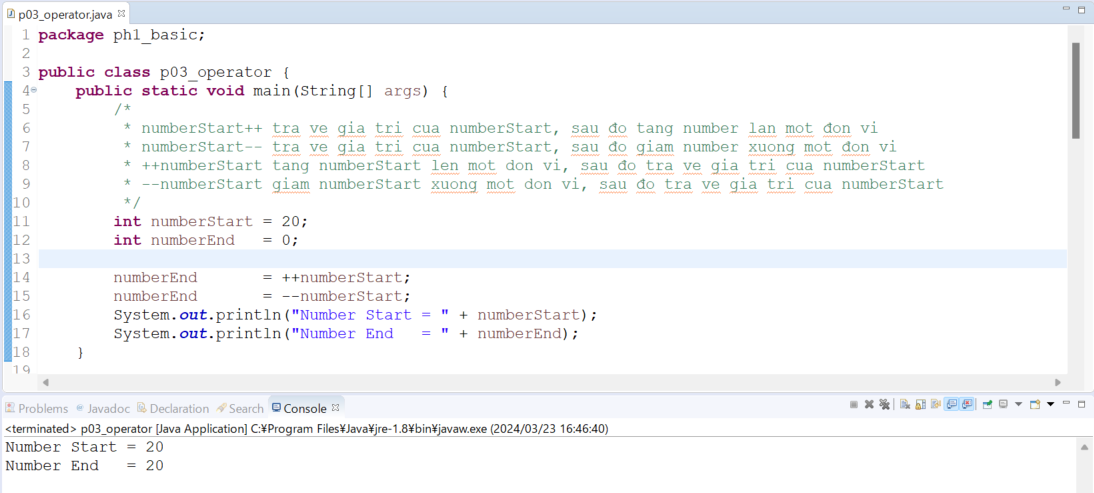 p03_operator.java
1 package ph1_basic;
2
3 public class p03_operator {
4     public static void main(String[] args) {
5         /*
6          * numberStart++ tra ve gia tri cua numberStart, sau đo tang number lan mot đon vi
7          * numberStart-- tra ve gia tri cua numberStart, sau đo giam number xuong mot đon vi
8          * ++numberStart tang numberStart len mot don vi, sau đo tra ve gia tri cua numberStart
9          * --numberStart giam numberStart xuong mot don vi, sau đo tra ve gia tri cua numberStart
10          */
11         int numberStart = 20;
12         int numberEnd   = 0;
13
14         numberEnd       = ++numberStart;
15         numberEnd       = --numberStart;
16         System.out.println("Number Start = " + numberStart);
17         System.out.println("Number End   = " + numberEnd);
18     }
19
Problems Javadoc Declaration Search Console
<terminated> p03_operator [Java Application] C:¥Program Files¥Java¥jre-1.8¥bin¥javaw.exe (2024/03/23 16:46:40)
Number Start = 20
Number End   = 20